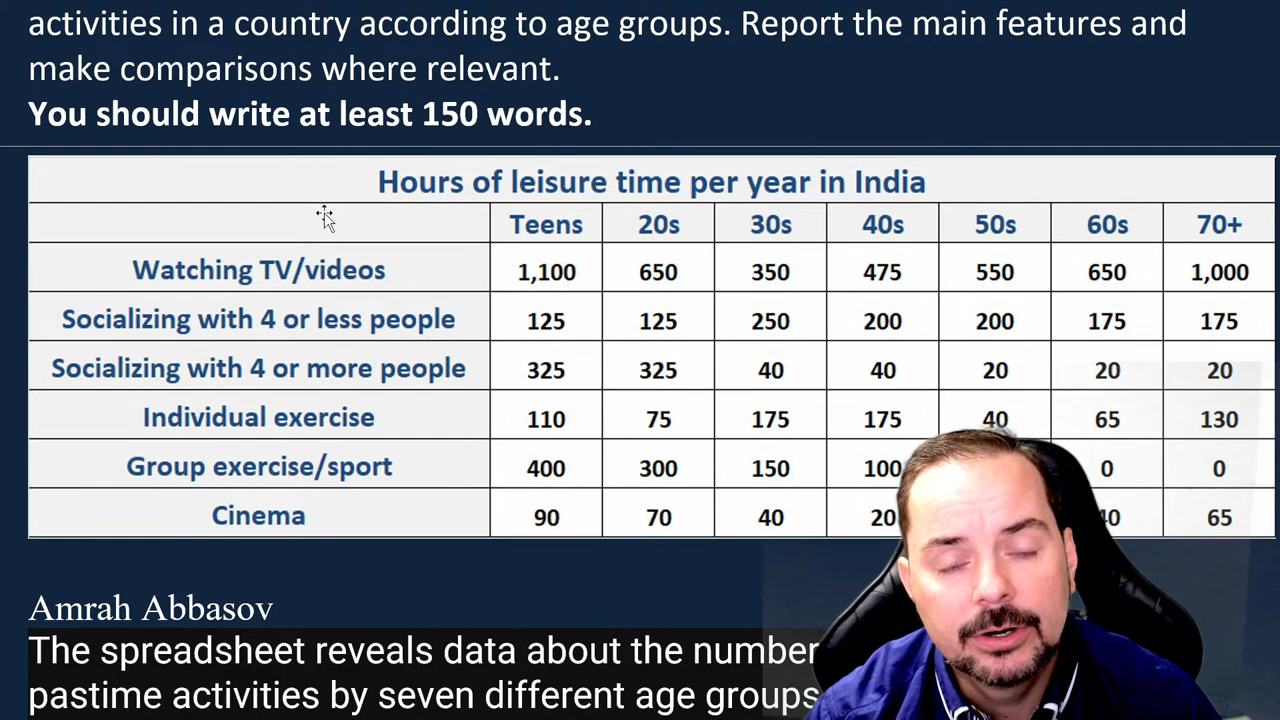 activities in a country according to age groups. Report the main features and
make comparisons where relevant.
You should write at least 150 words.
Hours of leisure time per year in India
Teens 20s 30s 40s 50s 60s 70+
Watching TV/videos 1,100 650 350 475 550 650 1,000
Socializing with 4 or less people 125 125 250 200 200 175 175
Socializing with 4 or more people 325 325 40 40 20 20 20
Individual exercise 110 75 175 175 40 65 130
Group exercise/sport 400 300 150 100 0 0
Cinema 90 70 40 20 65
Amrah Abbasov
The spreadsheet reveals data about the number
pastime activities by seven different age groups